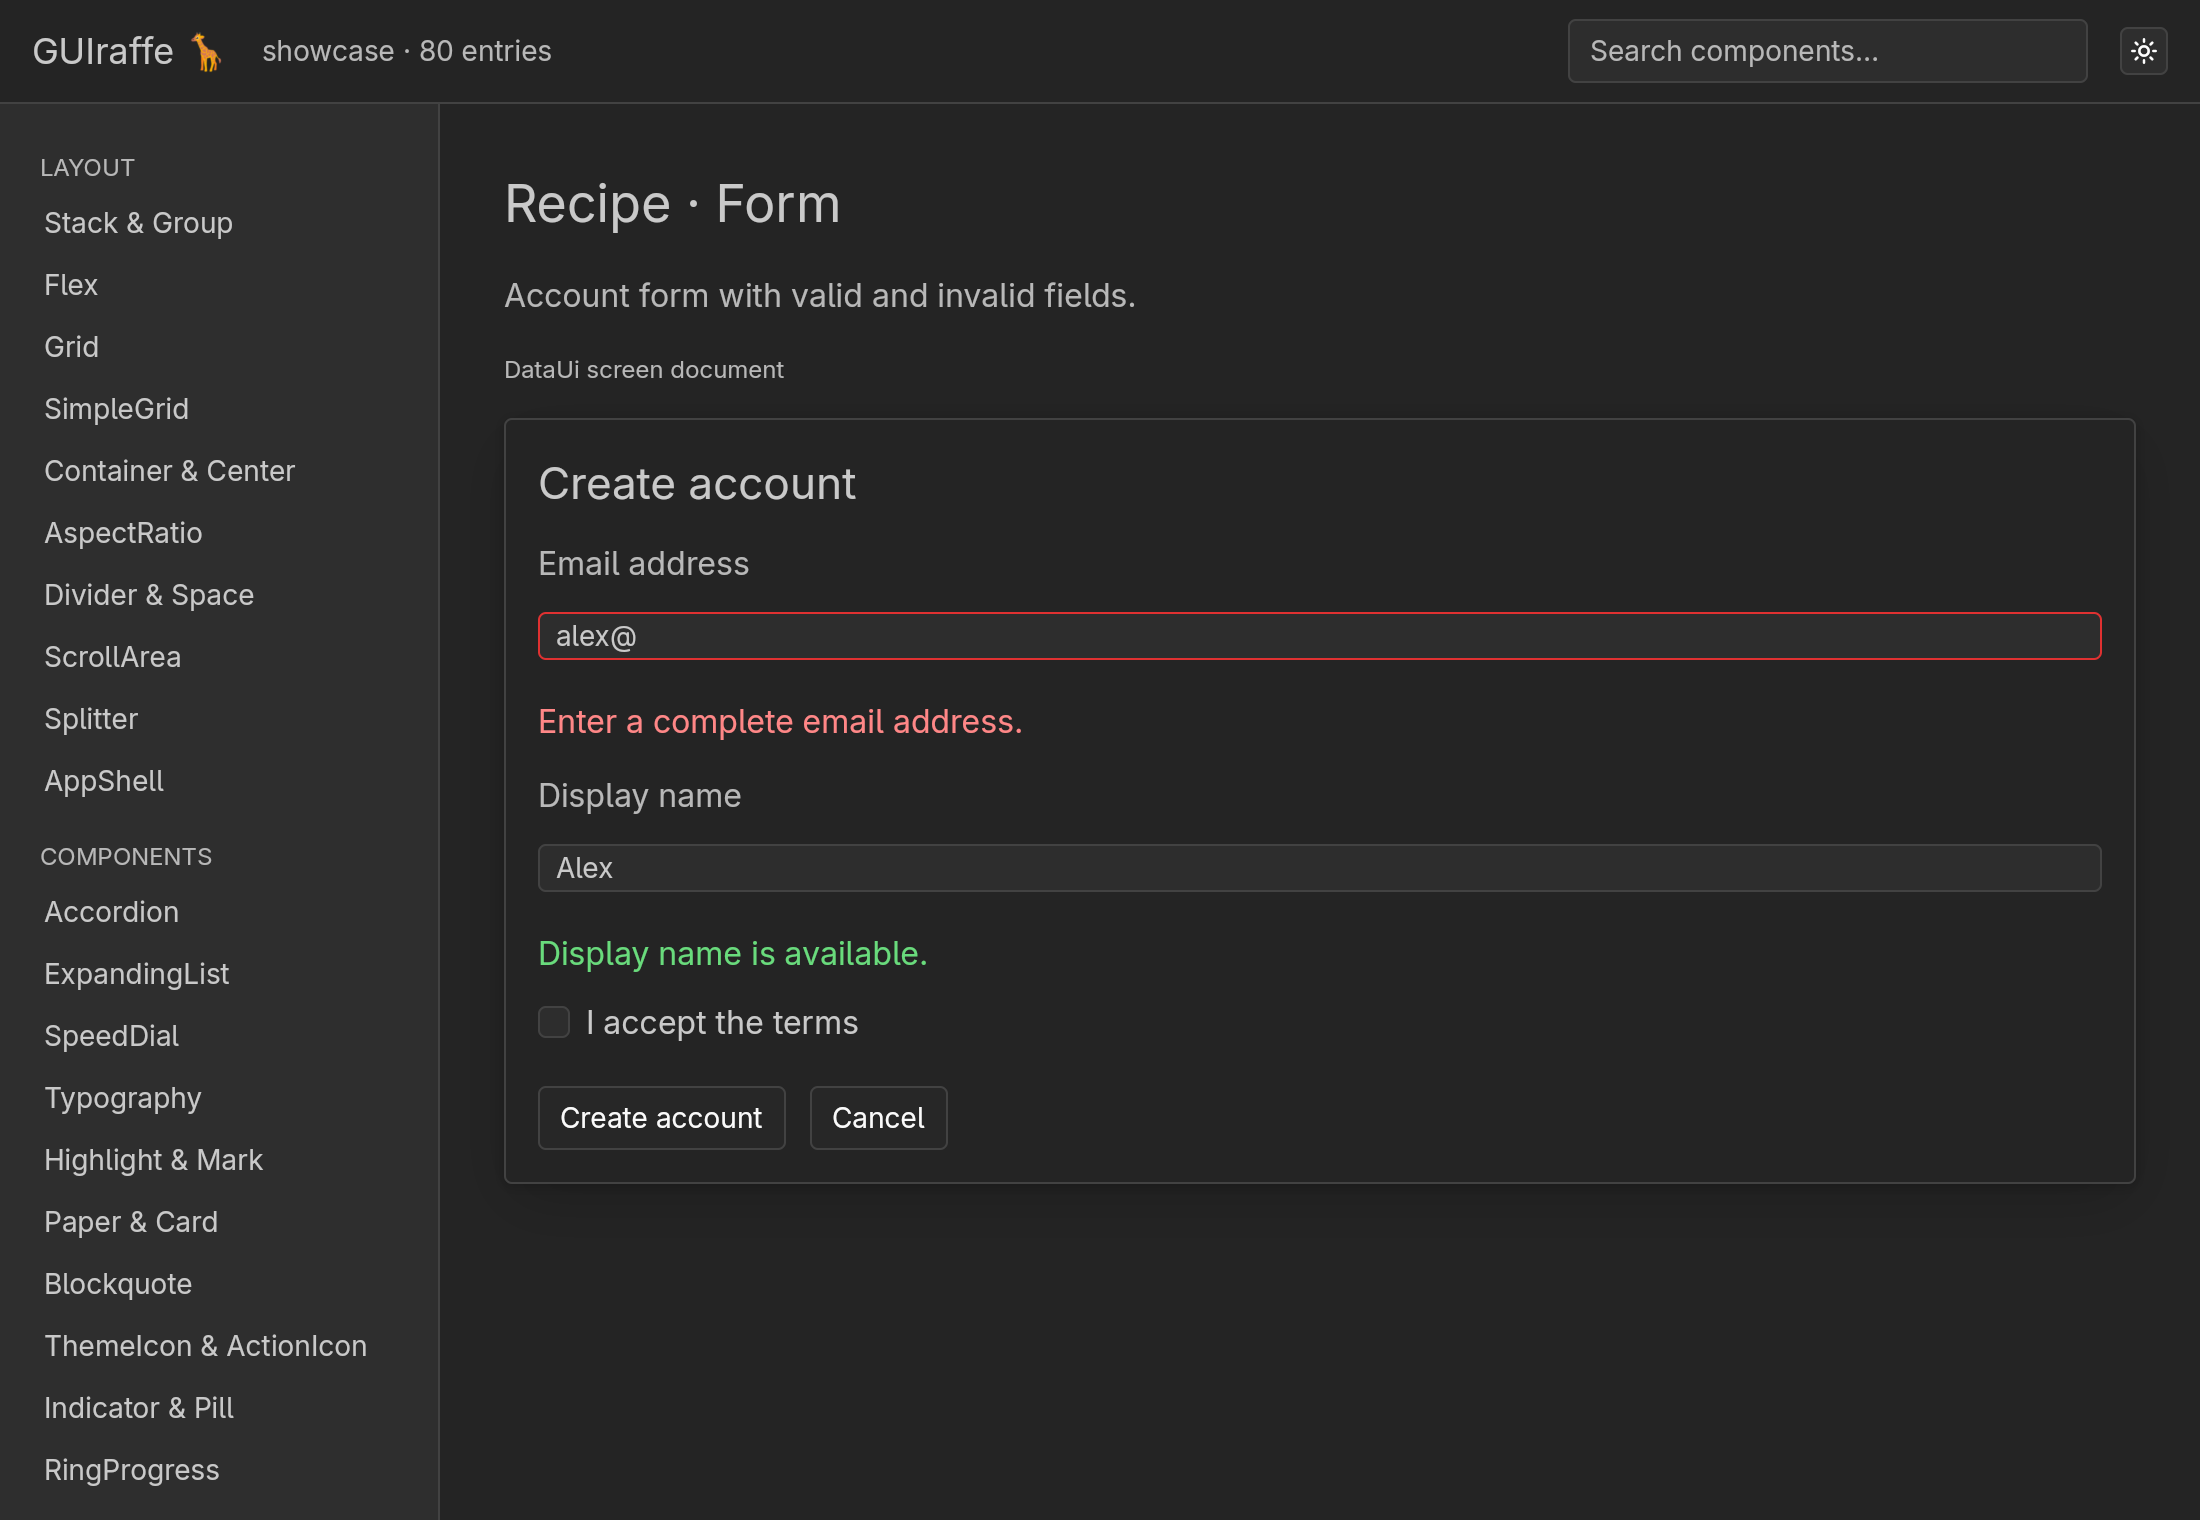 GUIraffe 🦒
showcase · 80 entries
Search components...
LAYOUT
Stack & Group
Flex
Grid
SimpleGrid
Container & Center
AspectRatio
Divider & Space
ScrollArea
Splitter
AppShell
COMPONENTS
Accordion
ExpandingList
SpeedDial
Typography
Highlight & Mark
Paper & Card
Blockquote
ThemeIcon & ActionIcon
Indicator & Pill
RingProgress
Recipe · Form
Account form with valid and invalid fields.
DataUi screen document
Create account
Email address
alex@
Enter a complete email address.
Display name
Alex
Display name is available.
I accept the terms
Create account
Cancel